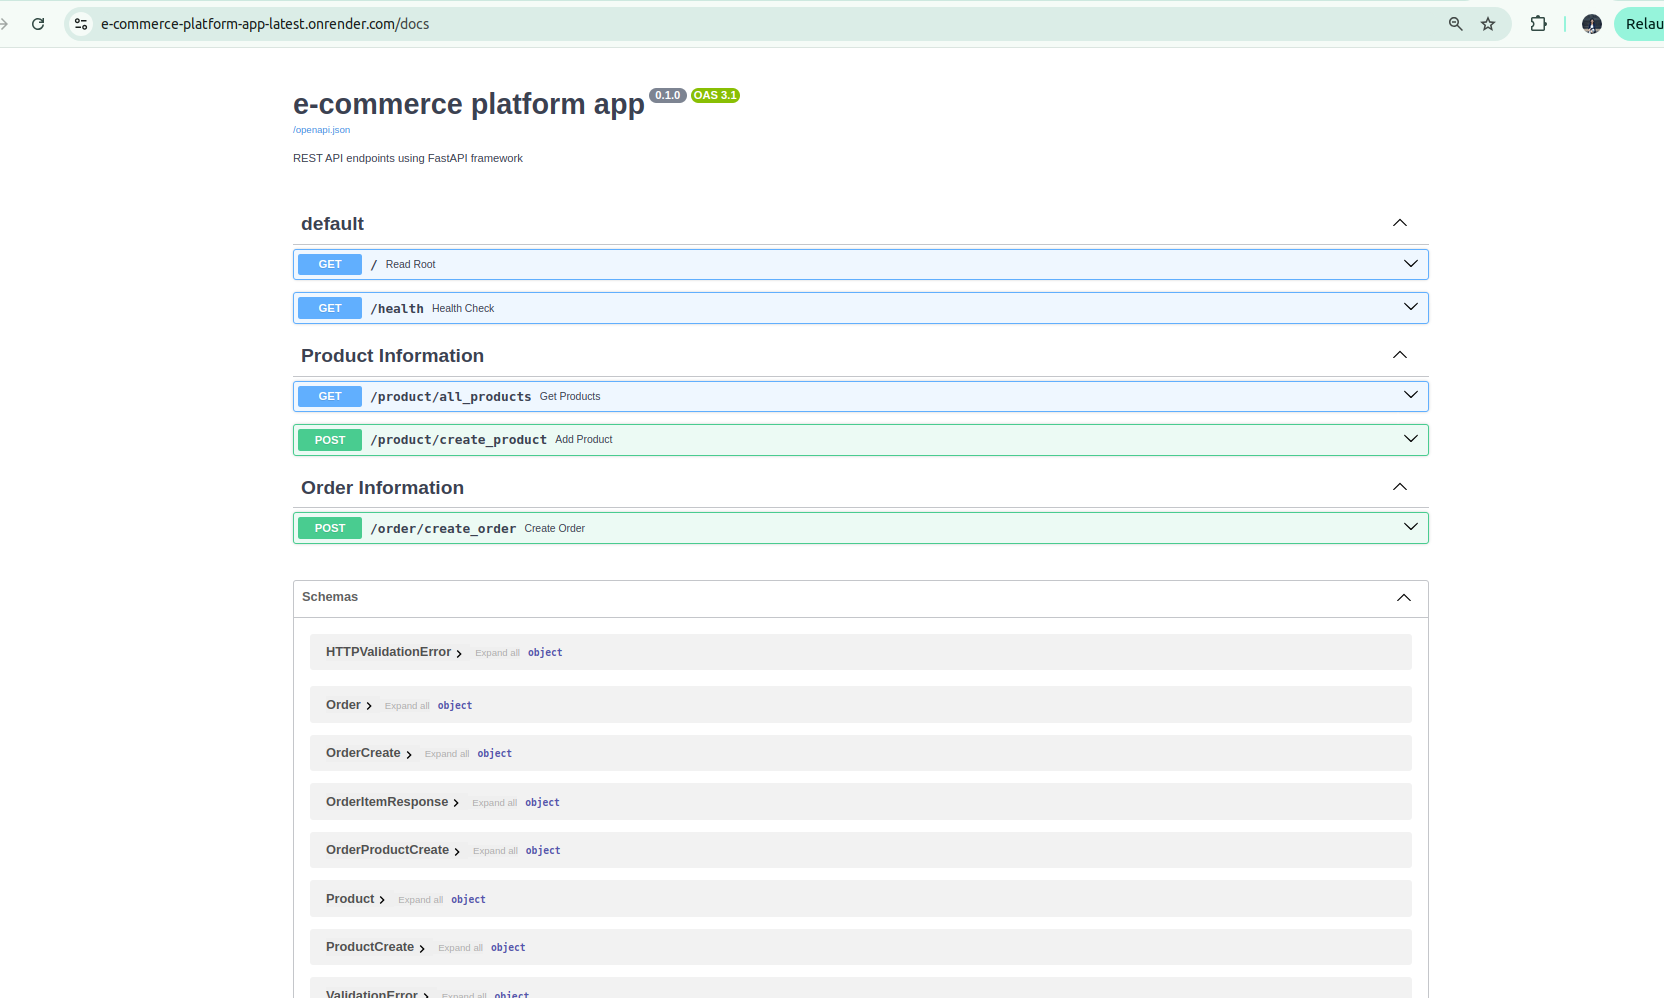 e-commerce-platform-app-latest.onrender.com/docs
Relau
e-commerce platform app 0.1.0 OAS 3.1
/openapi.json
REST API endpoints using FastAPI framework
default
GET / Read Root
GET /health Health Check
Product Information
GET /product/all_products Get Products
POST /product/create_product Add Product
Order Information
POST /order/create_order Create Order
Schemas
HTTPValidationError Expand all object
Order Expand all object
OrderCreate Expand all object
OrderItemResponse Expand all object
OrderProductCreate Expand all object
Product Expand all object
ProductCreate Expand all object
ValidationError Expand all object